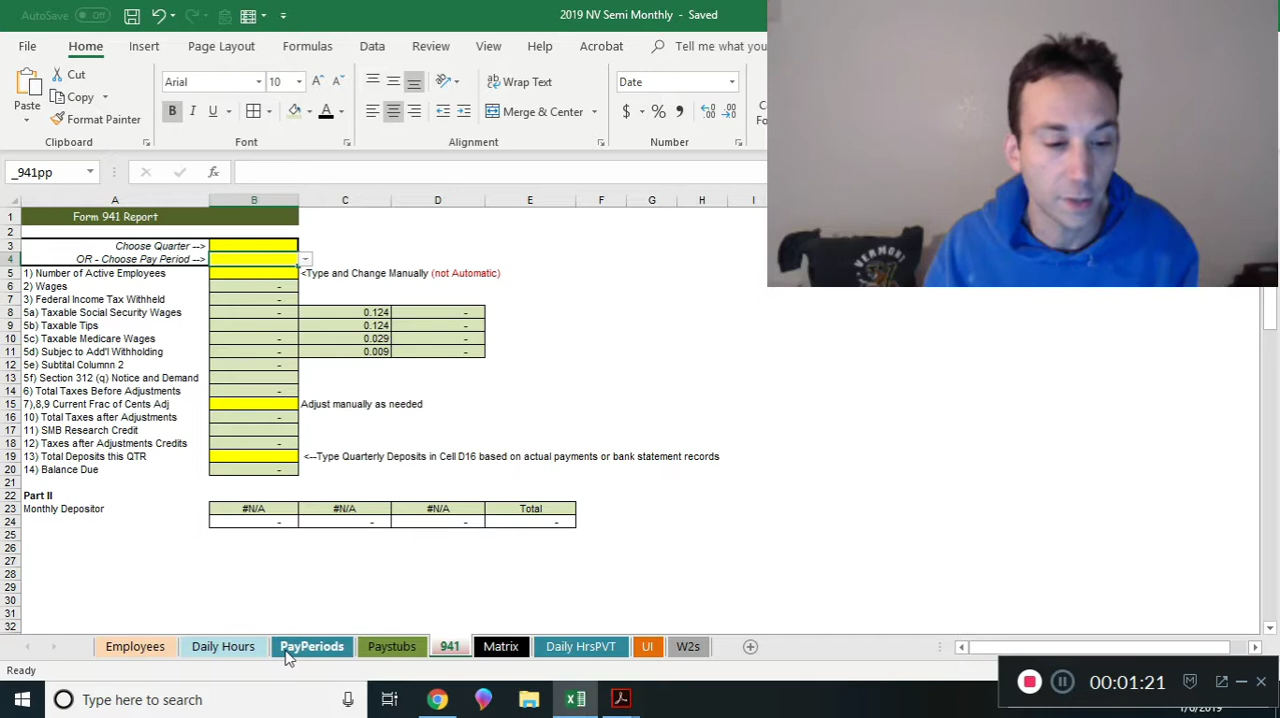 AutoSave Off
2019 NV Semi Monthly - Saved
File Home Insert Page Layout Formulas Data Review View Help Acrobat Tell me what you
Paste
Cut
Copy
Format Painter
Clipboard
Arial 10
B I U
Font
Wrap Text
Merge & Center
Alignment
Date
$ % ,
Number
_941pp
fx
A B C D E F G H I
1 Form 941 Report
2
3 Choose Quarter -->
4 OR - Choose Pay Period -->
5 1) Number of Active Employees <Type and Change Manually (not Automatic)
6 2) Wages -
7 3) Federal Income Tax Withheld -
8 5a) Taxable Social Security Wages - 0.124 -
9 5b) Taxable Tips 0.124 -
10 5c) Taxable Medicare Wages - 0.029 -
11 5d) Subjec to Add'l Withholding - 0.009 -
12 5e) Subtital Column 2 -
13 5f) Section 312 (q) Notice and Demand
14 6) Total Taxes Before Adjustments -
15 7),8,9 Current Frac of Cents Adj Adjust manually as needed
16 10) Total Taxes after Adjustments -
17 11) SMB Research Credit
18 12) Taxes after Adjustments Credits -
19 13) Total Deposits this QTR <--Type Quarterly Deposits in Cell D16 based on actual payments or bank statement records
20 14) Balance Due -
21
22 Part II
23 Monthly Depositor #N/A #N/A #N/A Total
24 - - - -
25
26
27
28
29
30
31
32
VERMONT
Employees Daily Hours PayPeriods Paystubs 941 Matrix Daily HrsPVT UI W2s
Ready
Type here to search
00:01:21
1/6/2019